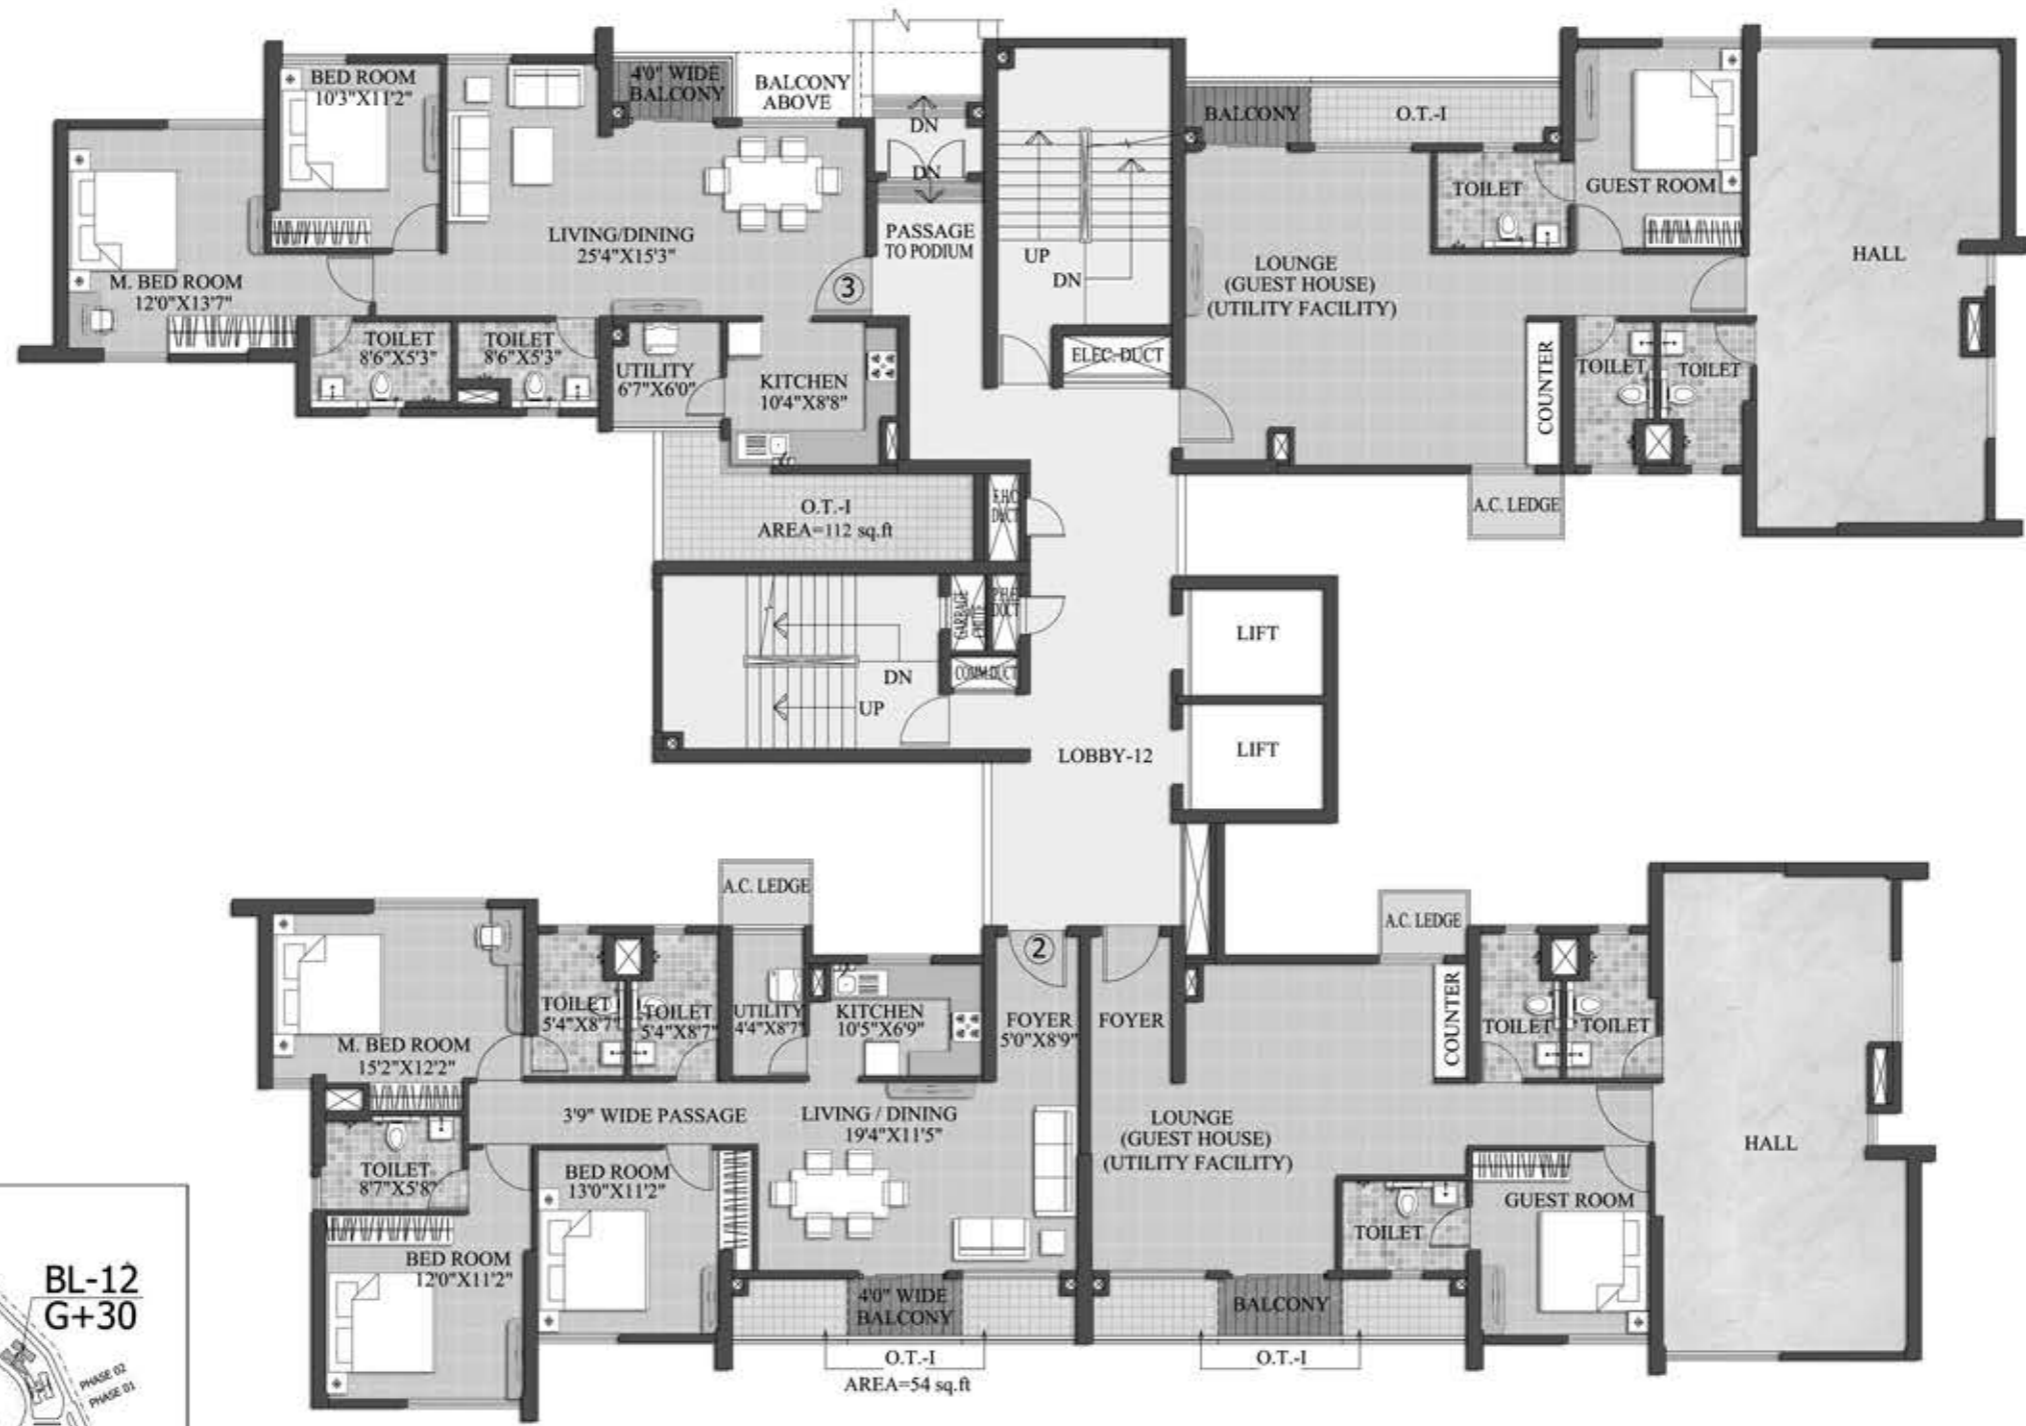 BED ROOM
10'3"X11'2"
4'0" WIDE
BALCONY
BALCONY
ABOVE
DN
DN
BALCONY
O.T.-I
TOILET
GUEST ROOM
M. BED ROOM
12'0"X13'7"
LIVING/DINING
25'4"X15'3"
3
PASSAGE
TO PODIUM
UP
DN
LOUNGE
(GUEST HOUSE)
(UTILITY FACILITY)
HALL
TOILET
8'6"X5'3"
TOILET
8'6"X5'3"
UTILITY
6'7"X6'0"
KITCHEN
10'4"X8'8"
ELEC. DUCT
COUNTER
TOILET
TOILET
A.C. LEDGE
O.T.-I
AREA=112 sq.ft
F.H.C
DUCT
GARBAGE
CHUTE
P.H.E
DUCT
COMM.DUCT
DN
UP
LIFT
LIFT
LOBBY-12
A.C. LEDGE
A.C. LEDGE
2
M. BED ROOM
15'2"X12'2"
TOILET
5'4"X8'7"
TOILET
5'4"X8'7"
UTILITY
4'4"X8'7"
KITCHEN
10'5"X6'9"
FOYER
5'0"X8'9"
FOYER
COUNTER
TOILET
TOILET
3'9" WIDE PASSAGE
LIVING / DINING
19'4"X11'5"
LOUNGE
(GUEST HOUSE)
(UTILITY FACILITY)
HALL
TOILET
8'7"X5'8"
BED ROOM
13'0"X11'2"
GUEST ROOM
TOILET
BED ROOM
12'0"X11'2"
4'0" WIDE
BALCONY
BALCONY
O.T.-I
AREA=54 sq.ft
O.T.-I
BL-12
G+30
PHASE 02
PHASE 01